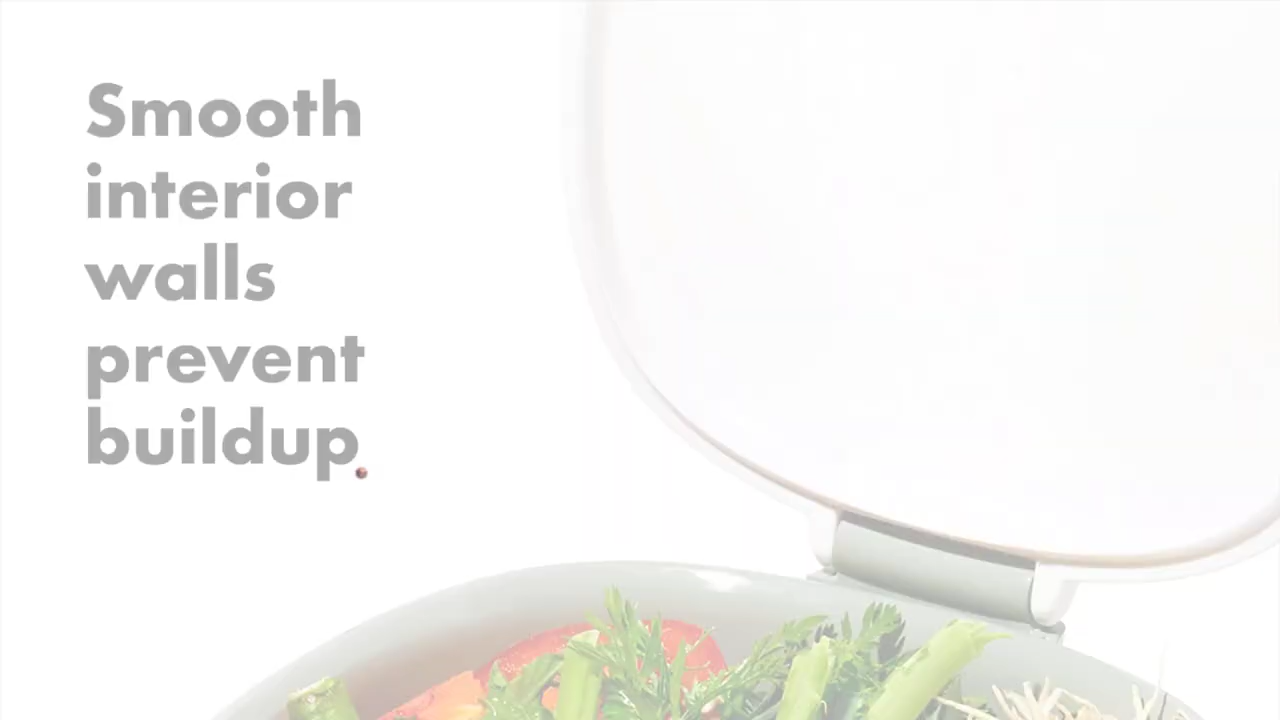 Smooth
interior
walls
prevent
buildup.